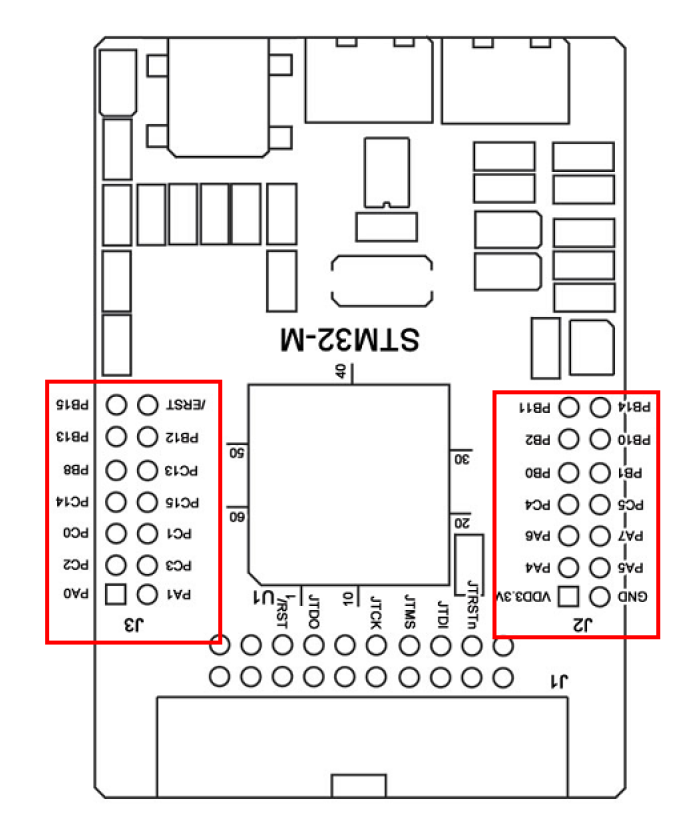 STM32-M
40
PB15 /ERST
PB13 PB12
PB8 PC13
PC14 PC15
PC0 PC1
PC2 PC3
PA0 PA1
J3
50
60
30
20
PB11 PB14
PB2 PB10
PB0 PB1
PC4 PC5
PA6 PA7
PA4 PA5
VDD3.3V GND
J2
U1
1
10
/RST
JTDO
JTCK
JTMS
JTDI
JTRSTn
J1